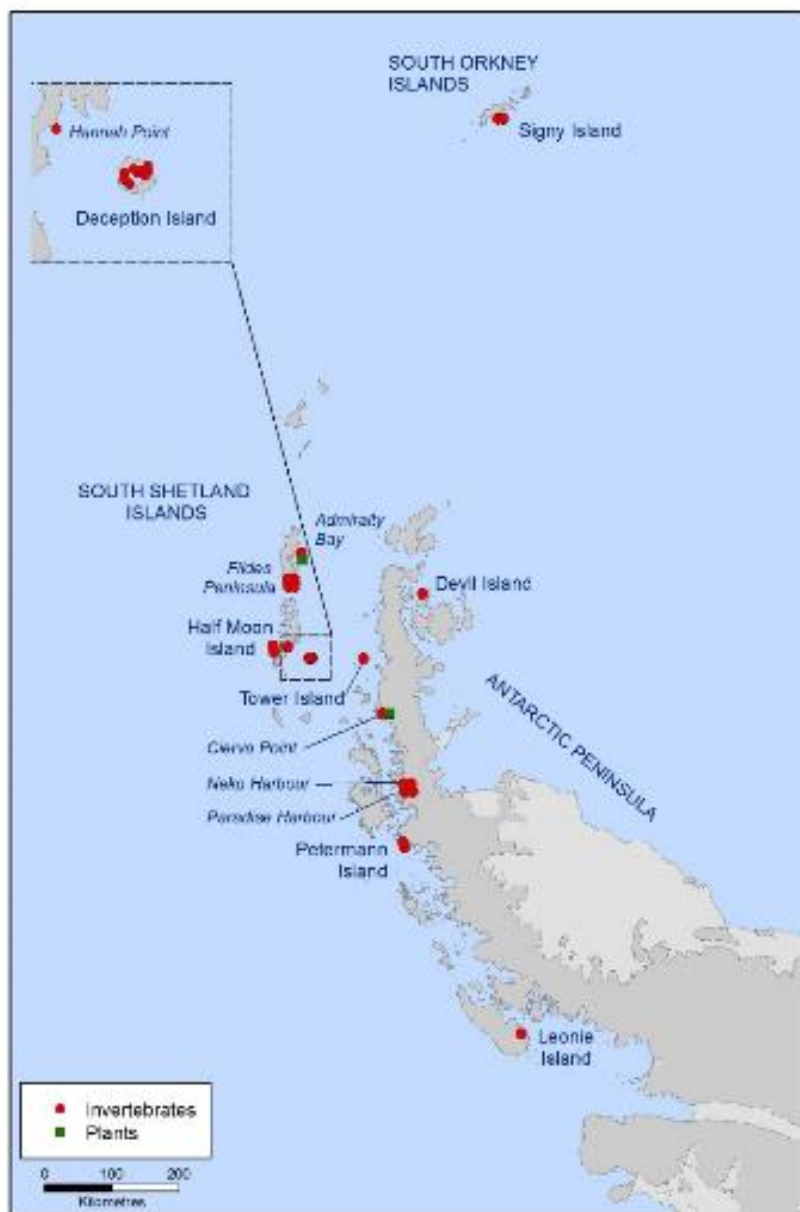 SOUTH ORKNEY
ISLANDS
Signy Island
Hannah Point
Deception Island
SOUTH SHETLAND
ISLANDS
Admiralty
Bay
Fildes
Peninsula
Devil Island
Half Moon
Island
Tower Island
ANTARCTIC PENINSULA
Cierva Point
Neko Harbour
Paradise Harbour
Petermann
Island
Leonie
Island
Invertebrates
Plants
0 100 200
Kilometres